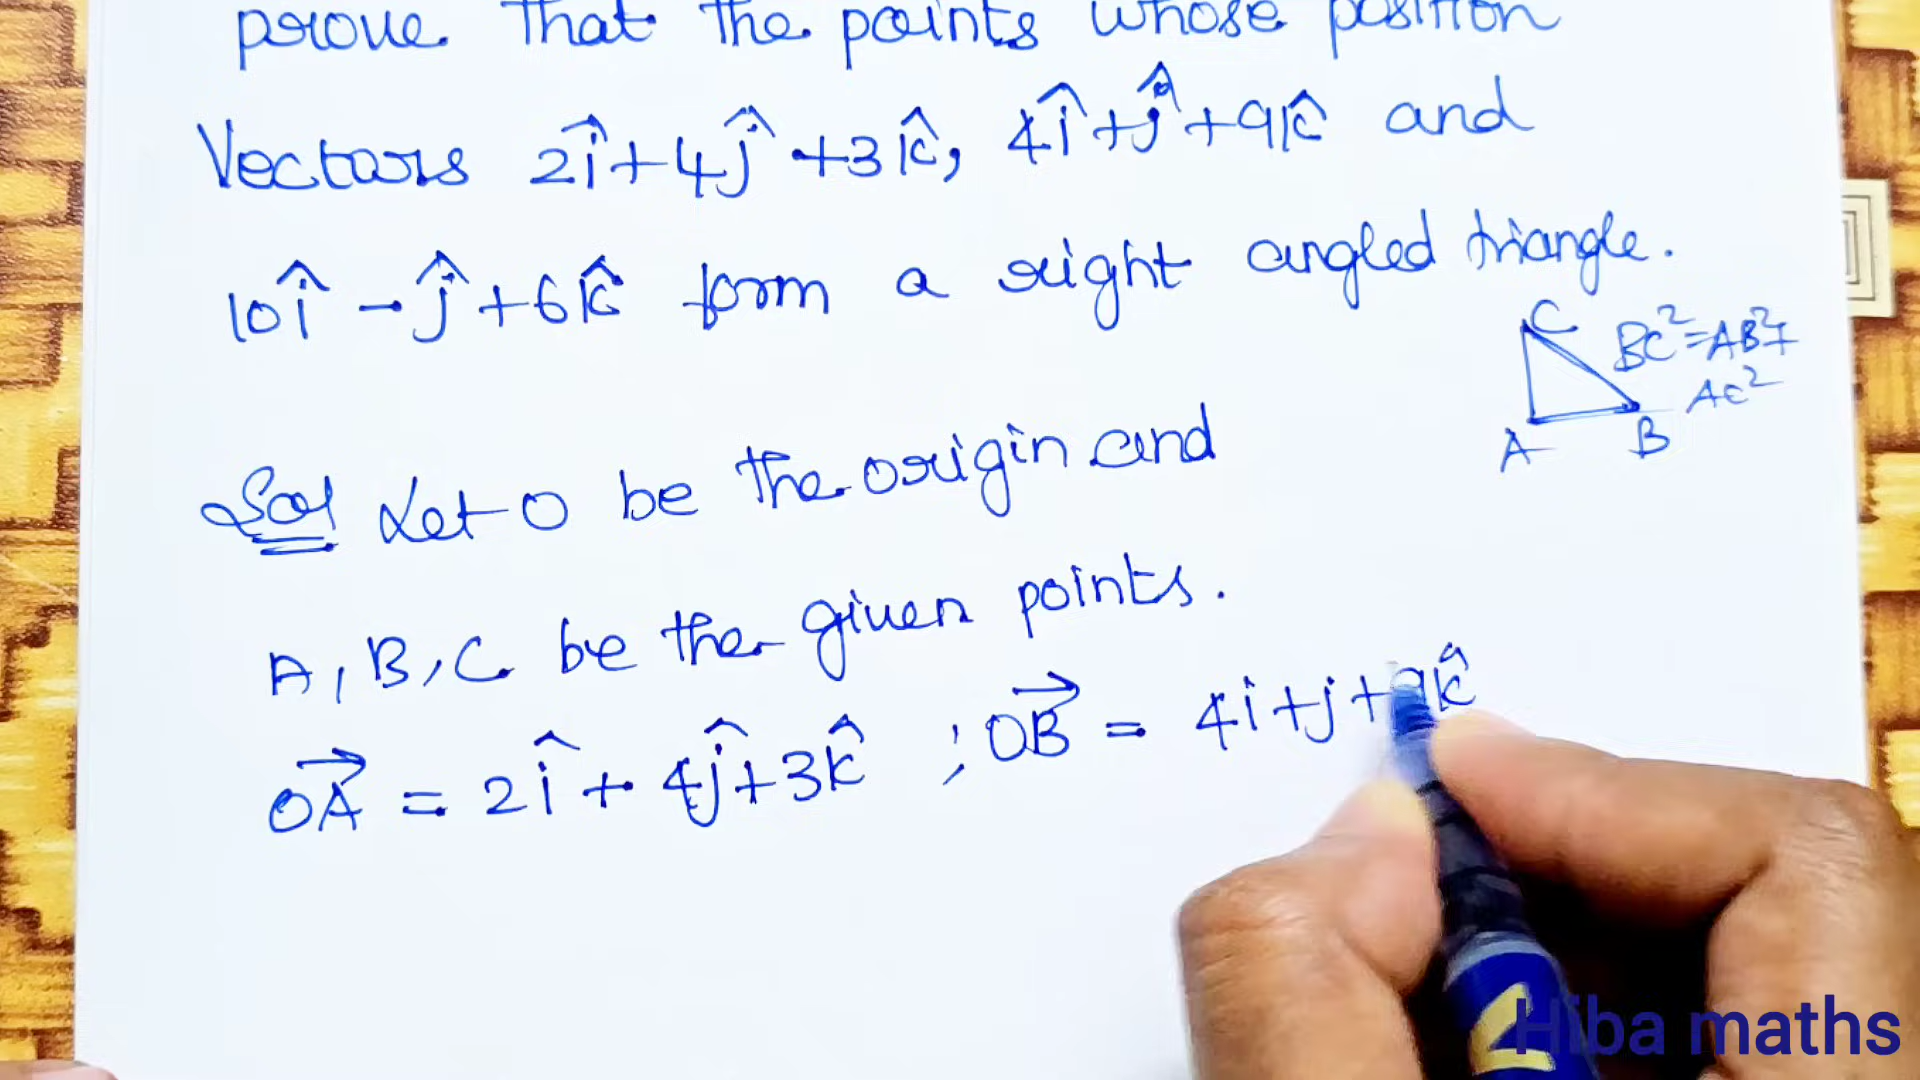 prove that the points whose position
Vectors 2î+4ĵ+3k̂, 4î+ĵ+9k̂ and
10î-ĵ+6k̂ form a right angled triangle.
C
BC²=AB²+
AC²
A B
Sol Let O be the origin and
A, B, C be the given points.
OA⃗ = 2î+4ĵ+3k̂ ; OB⃗ = 4i+j+9k̂
Hiba maths